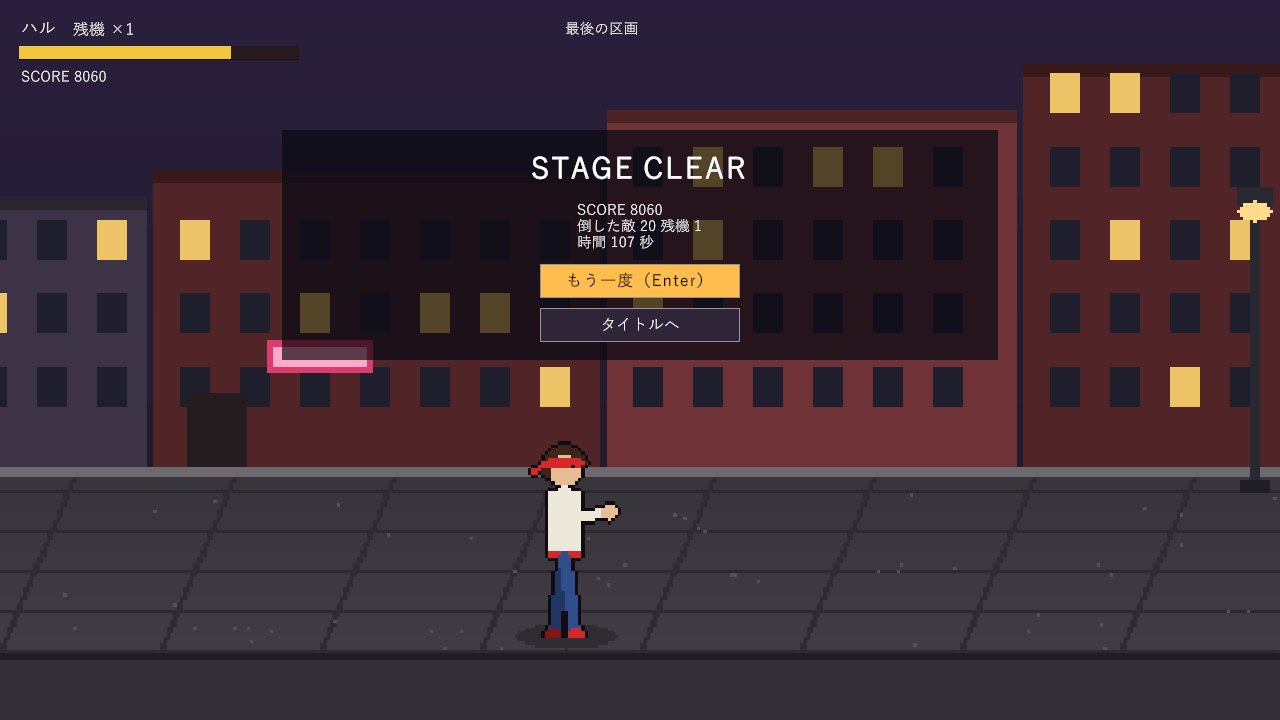 ハル 残機 ×1
最後の区画
SCORE 8060
STAGE CLEAR
SCORE 8060
倒した敵 20 残機 1
時間 107 秒
もう一度（Enter）
タイトルへ